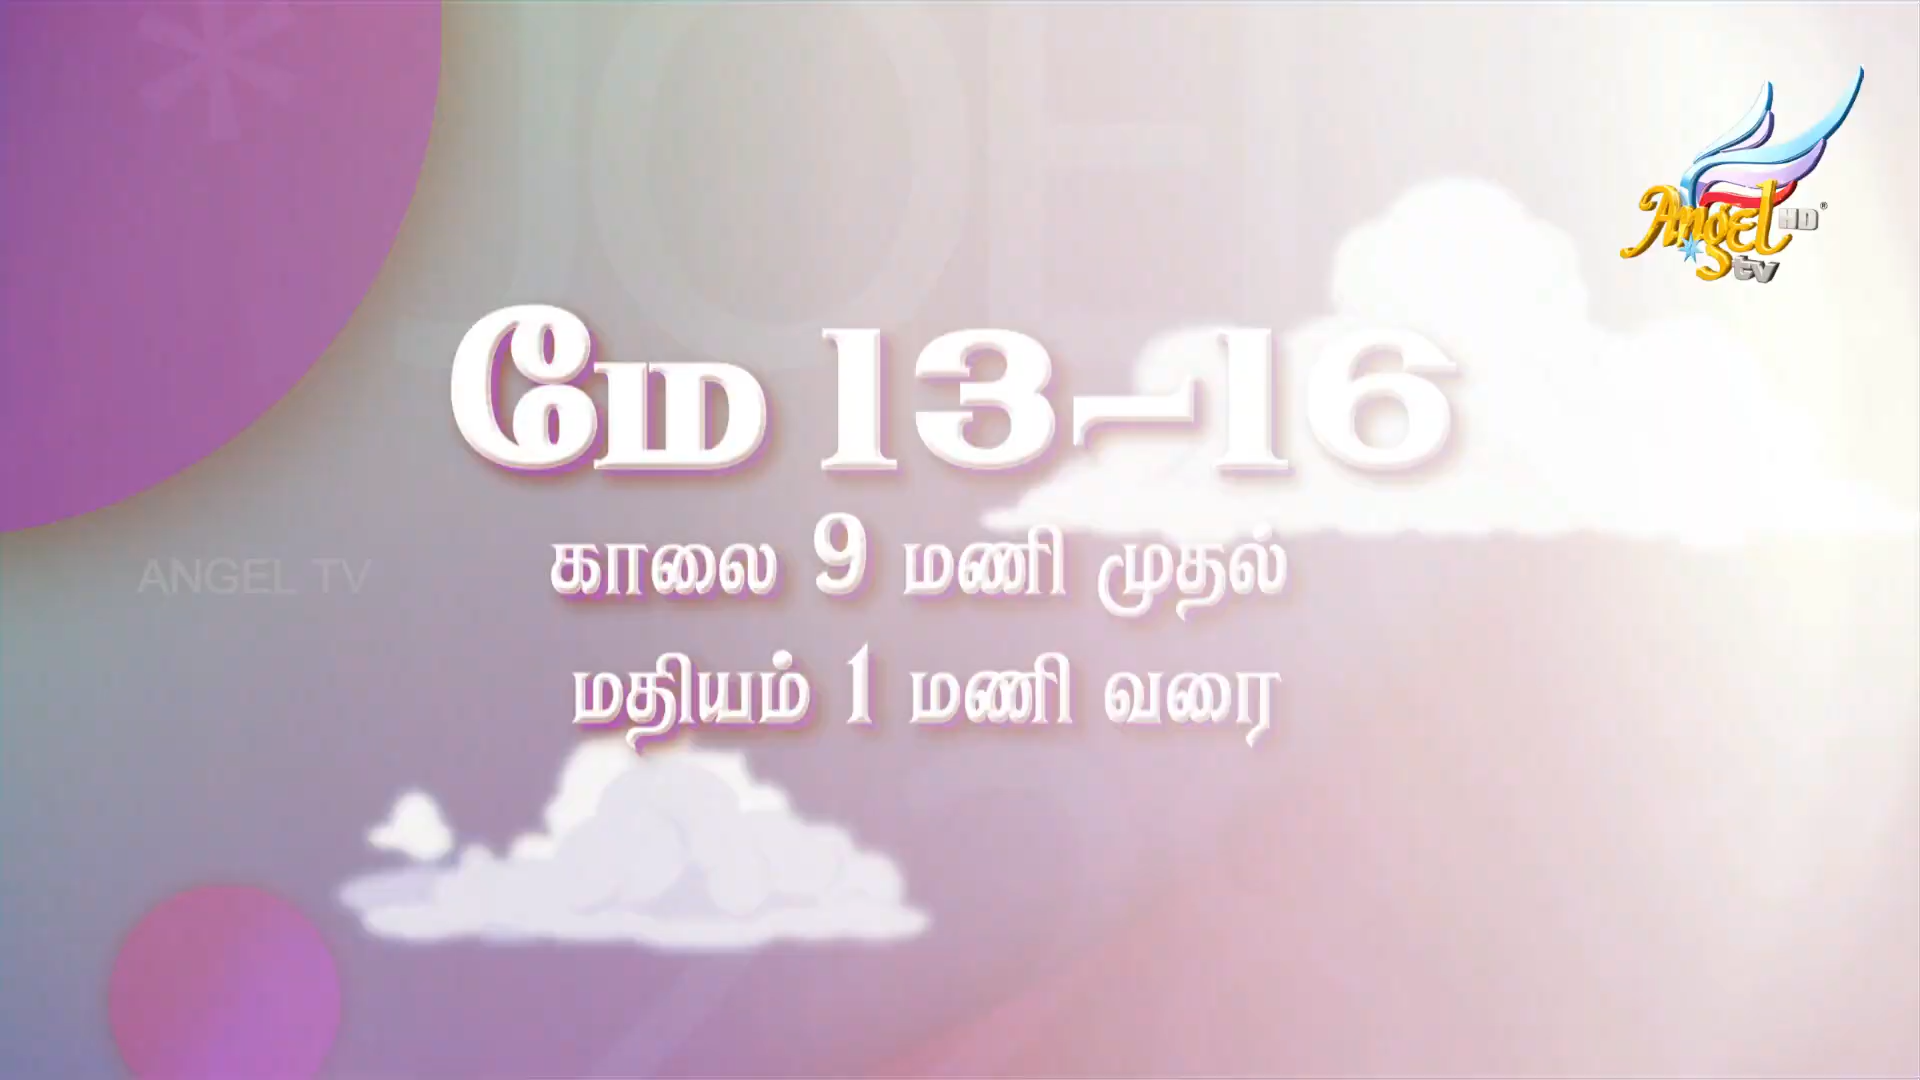 Angel HD®
tv
மே 13-16
காலை 9 மணி முதல்
ANGEL TV
மதியம் 1 மணி வரை